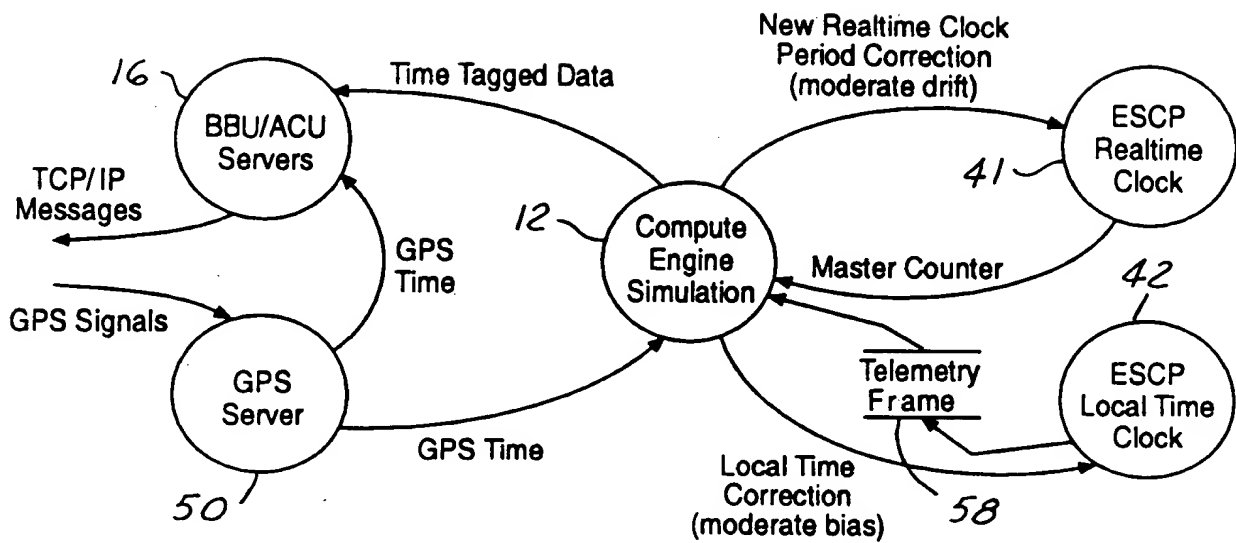 New Realtime Clock
Period Correction
(moderate drift)
16
Time Tagged Data
BBU/ACU
Servers
ESCP
Realtime
Clock
41
TCP/IP
Messages
12
Compute
Engine
Simulation
GPS
Time
Master Counter
42
GPS Signals
GPS
Server
Telemetry
Frame
ESCP
Local Time
Clock
GPS Time
Local Time
Correction
(moderate bias)
50
58